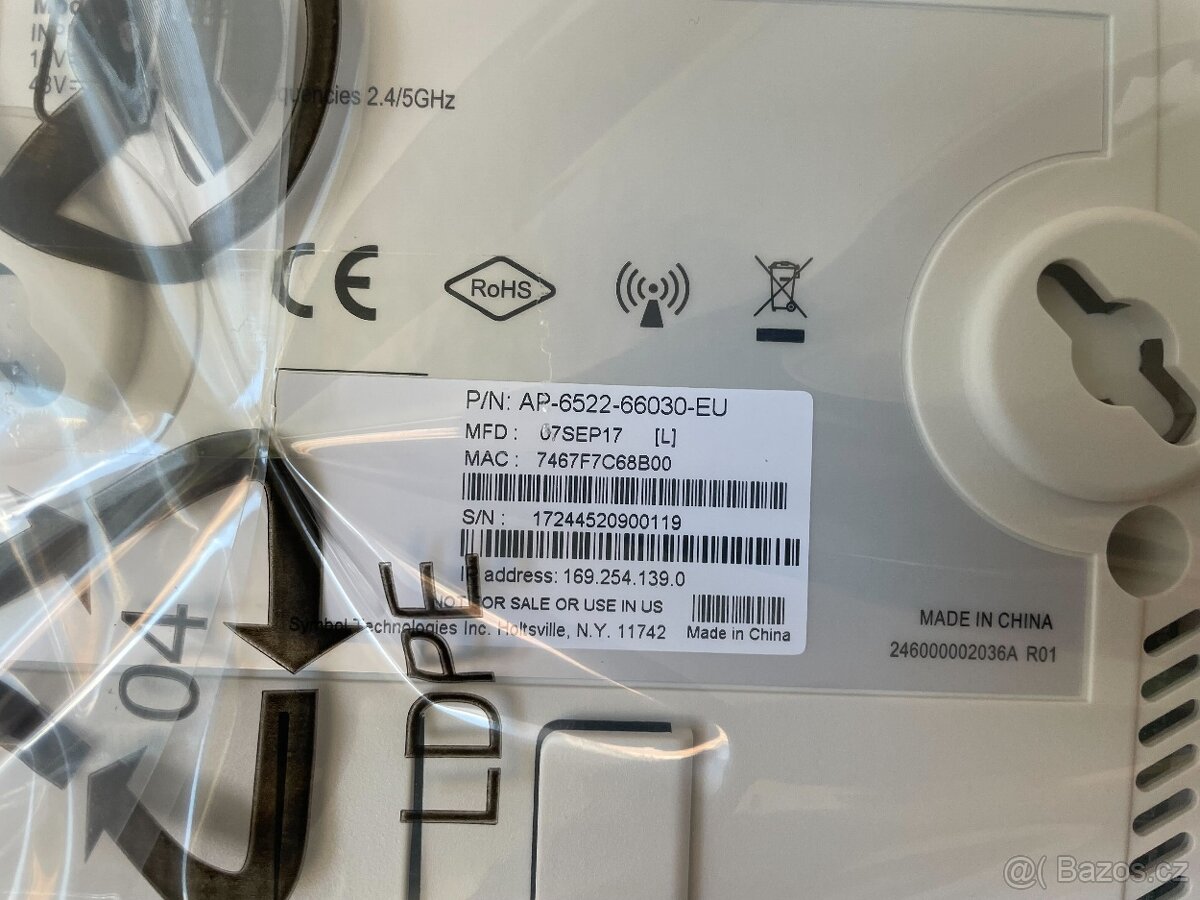 2.4/5GHz
CE
RoHS
P/N: AP-6522-66030-EU
MFD : 07SEP17 [L]
MAC : 7467F7C68B00
S/N : 17244520900119
IP address: 169.254.139.0
NOT FOR SALE OR USE IN US
Symbol Technologies Inc. Holtsville, N.Y. 11742
Made in China
MADE IN CHINA
246000002036A R01
04
LDPE
@( Bazos.cz